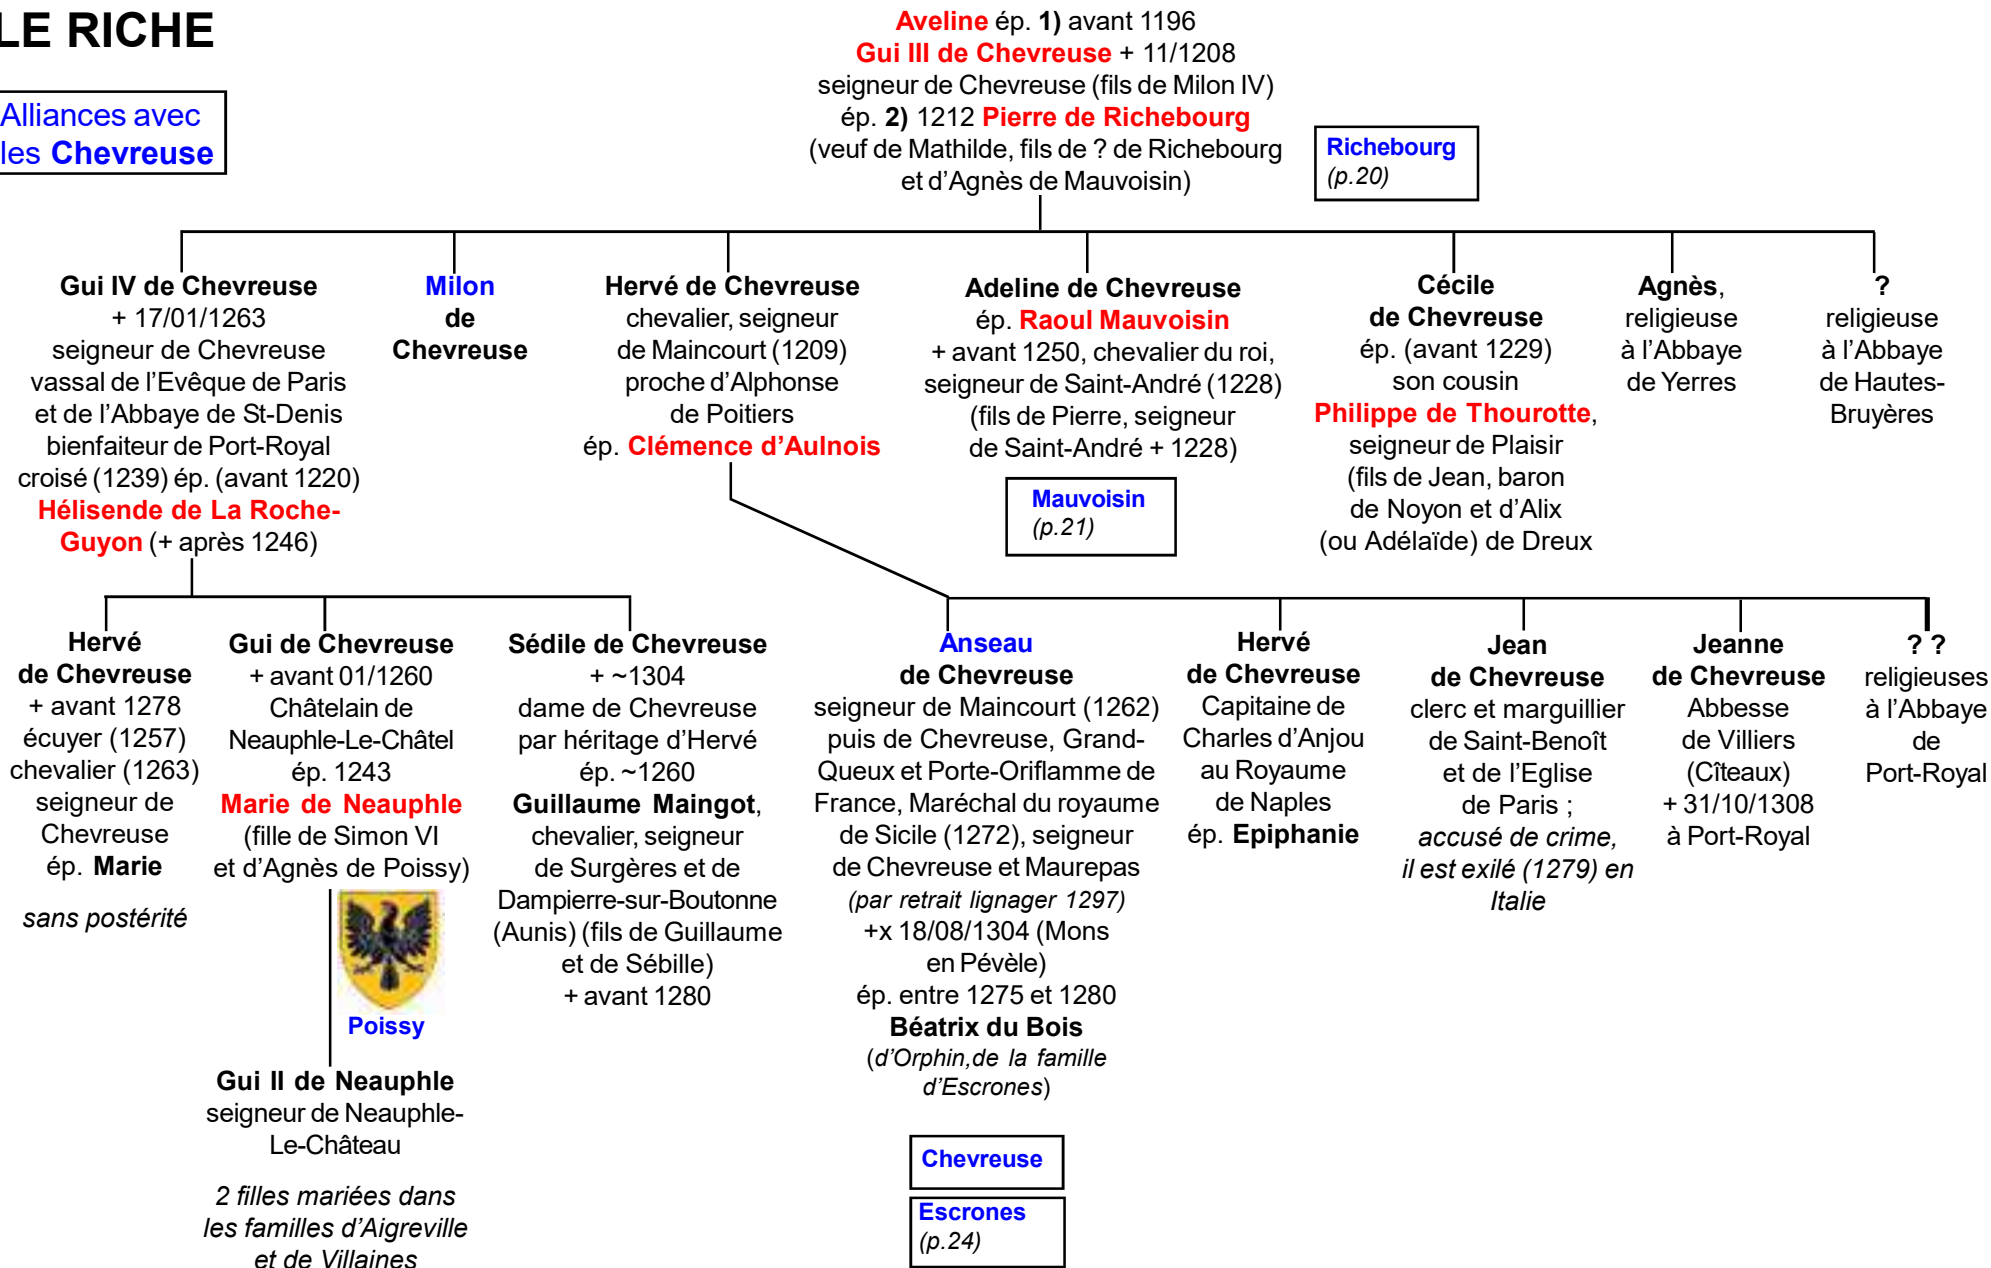 LE RICHE
Alliances avec
les Chevreuse
Aveline ép. 1) avant 1196
Gui III de Chevreuse + 11/1208
seigneur de Chevreuse (fils de Milon IV)
ép. 2) 1212 Pierre de Richebourg
(veuf de Mathilde, fils de ? de Richebourg
et d’Agnès de Mauvoisin)
Richebourg
(p.20)
Gui IV de Chevreuse
+ 17/01/1263
seigneur de Chevreuse
vassal de l’Evêque de Paris
et de l’Abbaye de St-Denis
bienfaiteur de Port-Royal
croisé (1239) ép. (avant 1220)
Hélisende de La Roche-
Guyon (+ après 1246)
Milon
de
Chevreuse
Hervé de Chevreuse
chevalier, seigneur
de Maincourt (1209)
proche d’Alphonse
de Poitiers
ép. Clémence d’Aulnois
Adeline de Chevreuse
ép. Raoul Mauvoisin
+ avant 1250, chevalier du roi,
seigneur de Saint-André (1228)
(fils de Pierre, seigneur
de Saint-André + 1228)
Mauvoisin
(p.21)
Cécile
de Chevreuse
ép. (avant 1229)
son cousin
Philippe de Thourotte,
seigneur de Plaisir
(fils de Jean, baron
de Noyon et d’Alix
(ou Adélaïde) de Dreux
Agnès,
religieuse
à l’Abbaye
de Yerres
?
religieuse
à l’Abbaye
de Hautes-
Bruyères
Hervé
de Chevreuse
+ avant 1278
écuyer (1257)
chevalier (1263)
seigneur de
Chevreuse
ép. Marie
sans postérité
Gui de Chevreuse
+ avant 01/1260
Châtelain de
Neauphle-Le-Châtel
ép. 1243
Marie de Neauphle
(fille de Simon VI
et d’Agnès de Poissy)
Poissy
Gui II de Neauphle
seigneur de Neauphle-
Le-Château
2 filles mariées dans
les familles d’Aigreville
et de Villaines
Sédile de Chevreuse
+ ~1304
dame de Chevreuse
par héritage d’Hervé
ép. ~1260
Guillaume Maingot,
chevalier, seigneur
de Surgères et de
Dampierre-sur-Boutonne
(Aunis) (fils de Guillaume
et de Sébille)
+ avant 1280
Anseau
de Chevreuse
seigneur de Maincourt (1262)
puis de Chevreuse, Grand-
Queux et Porte-Oriflamme de
France, Maréchal du royaume
de Sicile (1272), seigneur
de Chevreuse et Maurepas
(par retrait lignager 1297)
+x 18/08/1304 (Mons
en Pévèle)
ép. entre 1275 et 1280
Béatrix du Bois
(d’Orphin,de la famille
d’Escrones)
Chevreuse
Escrones
(p.24)
Hervé
de Chevreuse
Capitaine de
Charles d’Anjou
au Royaume
de Naples
ép. Epiphanie
Jean
de Chevreuse
clerc et marguillier
de Saint-Benoît
et de l’Eglise
de Paris ;
accusé de crime,
il est exilé (1279) en
Italie
Jeanne
de Chevreuse
Abbesse
de Villiers
(Cîteaux)
+ 31/10/1308
à Port-Royal
? ?
religieuses
à l’Abbaye
de
Port-Royal